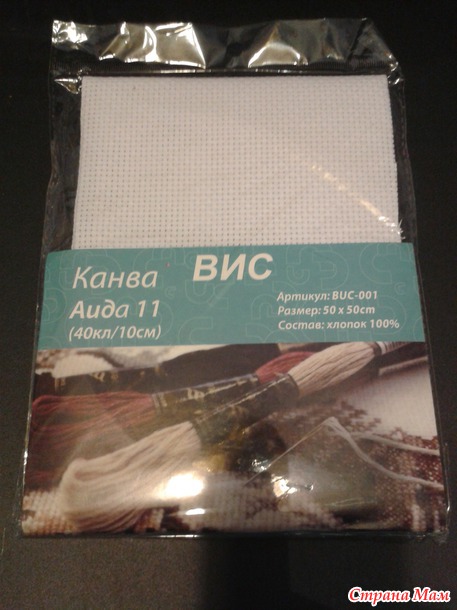 Канва ВИС
Аида 11
(40кл/10см)
Артикул: BUC-001
Размер: 50 x 50cm
Состав: хлопок 100%
Страна Мам